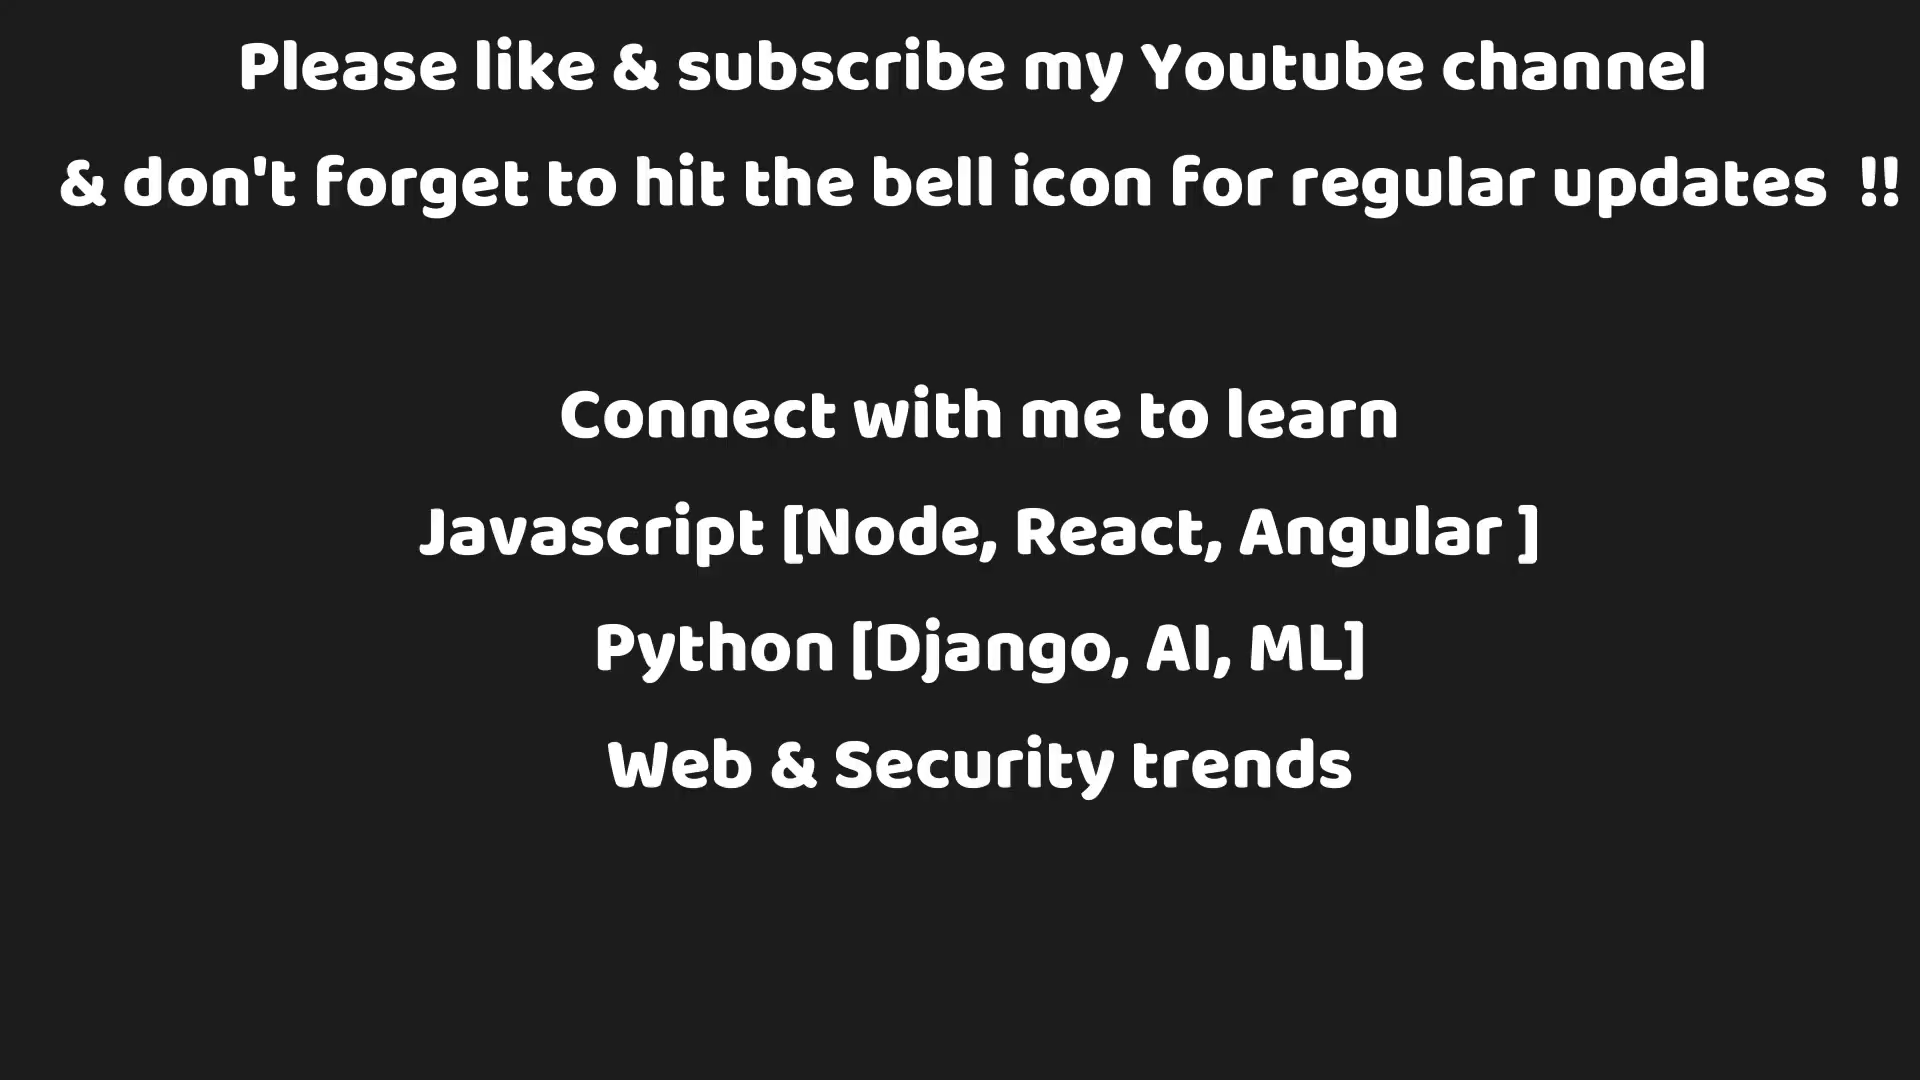 Please like & subscribe my Youtube channel
& don't forget to hit the bell icon for regular updates !!
Connect with me to learn
Javascript [Node, React, Angular ]
Python [Django, AI, ML]
Web & Security trends